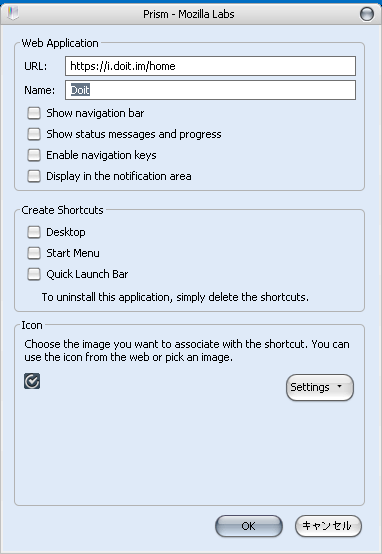 Prism - Mozilla Labs
Web Application
URL: https://i.doit.im/home
Name: Doit
Show navigation bar
Show status messages and progress
Enable navigation keys
Display in the notification area
Create Shortcuts
Desktop
Start Menu
Quick Launch Bar
To uninstall this application, simply delete the shortcuts.
Icon
Choose the image you want to associate with the shortcut. You can
use the icon from the web or pick an image.
Settings
OK キャンセル